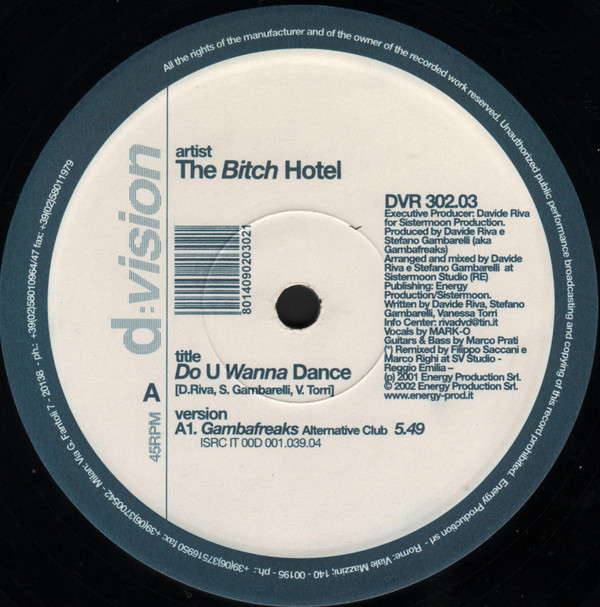 All the rights of the manufacturer and of the owner of the recorded work reserved. Unauthorized public performance broadcasting and copying of this record prohibited. Energy Production srl - Rome: Viale Mazzini; 140 - 00195 - ph.: +39(06)37516950 fax: +39(06)3700542 - Milan: Via G. Fantoli 7 - 20138 - ph.: +39(02)58010964/47 fax: +39(02)58011979
d:vision
artist
The Bitch Hotel
8014090203021
title
Do U Wanna Dance
[D.Riva, S. Gambarelli, V. Torri]
A
45RPM
version
A1. Gambafreaks Alternative Club 5.49
ISRC IT 00D 001.039.04
DVR 302.03
Executive Producer: Davide Riva
for Sistermoon Production.
Produced by Davide Riva e
Stefano Gambarelli (aka
Gambafreaks)
Arranged and mixed by Davide
Riva e Stefano Gambarelli at
Sistermoon Studio (RE)
Publishing: Energy
Production/Sistermoon.
Written by Davide Riva, Stefano
Gambarelli, Vanessa Torri
Info Center: rivadvd@tin.it
Vocals by MARK-O
Guitars & Bass by Marco Prati
(*) Remixed by Filippo Saccani e
Marco Righi at SV Studio -
Reggio Emilia –
(p) 2001 Energy Production Srl.
© 2002 Energy Production Srl.
www.energy-prod.it